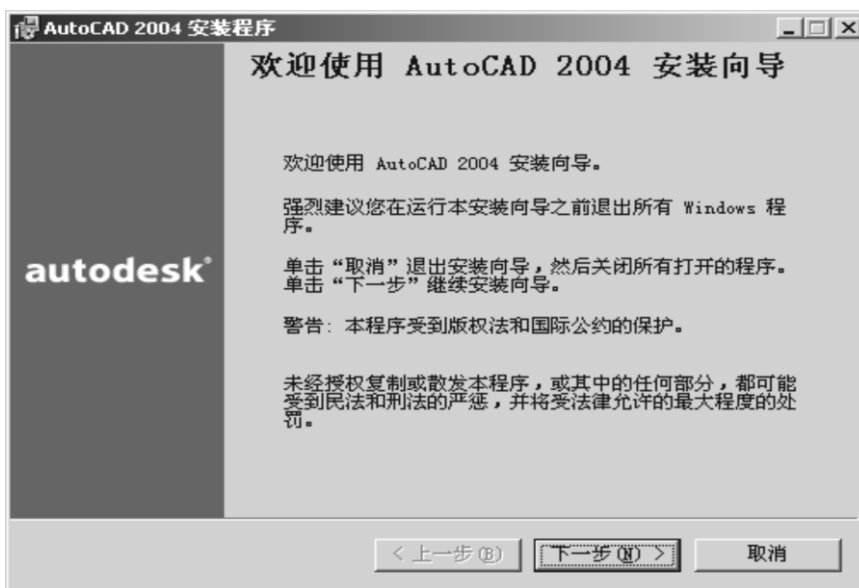 AutoCAD 2004 安装程序
欢迎使用 AutoCAD 2004 安装向导
欢迎使用 AutoCAD 2004 安装向导。
强烈建议您在运行本安装向导之前退出所有 Windows 程
序。
单击“取消”退出安装向导，然后关闭所有打开的程序。
单击“下一步”继续安装向导。
autodesk®
警告: 本程序受到版权法和国际公约的保护。
未经授权复制或散发本程序，或其中的任何部分，都可能
受到民法和刑法的严惩，并将受法律允许的最大程度的处
罚。
< 上一步(B)
下一步(N) >
取消